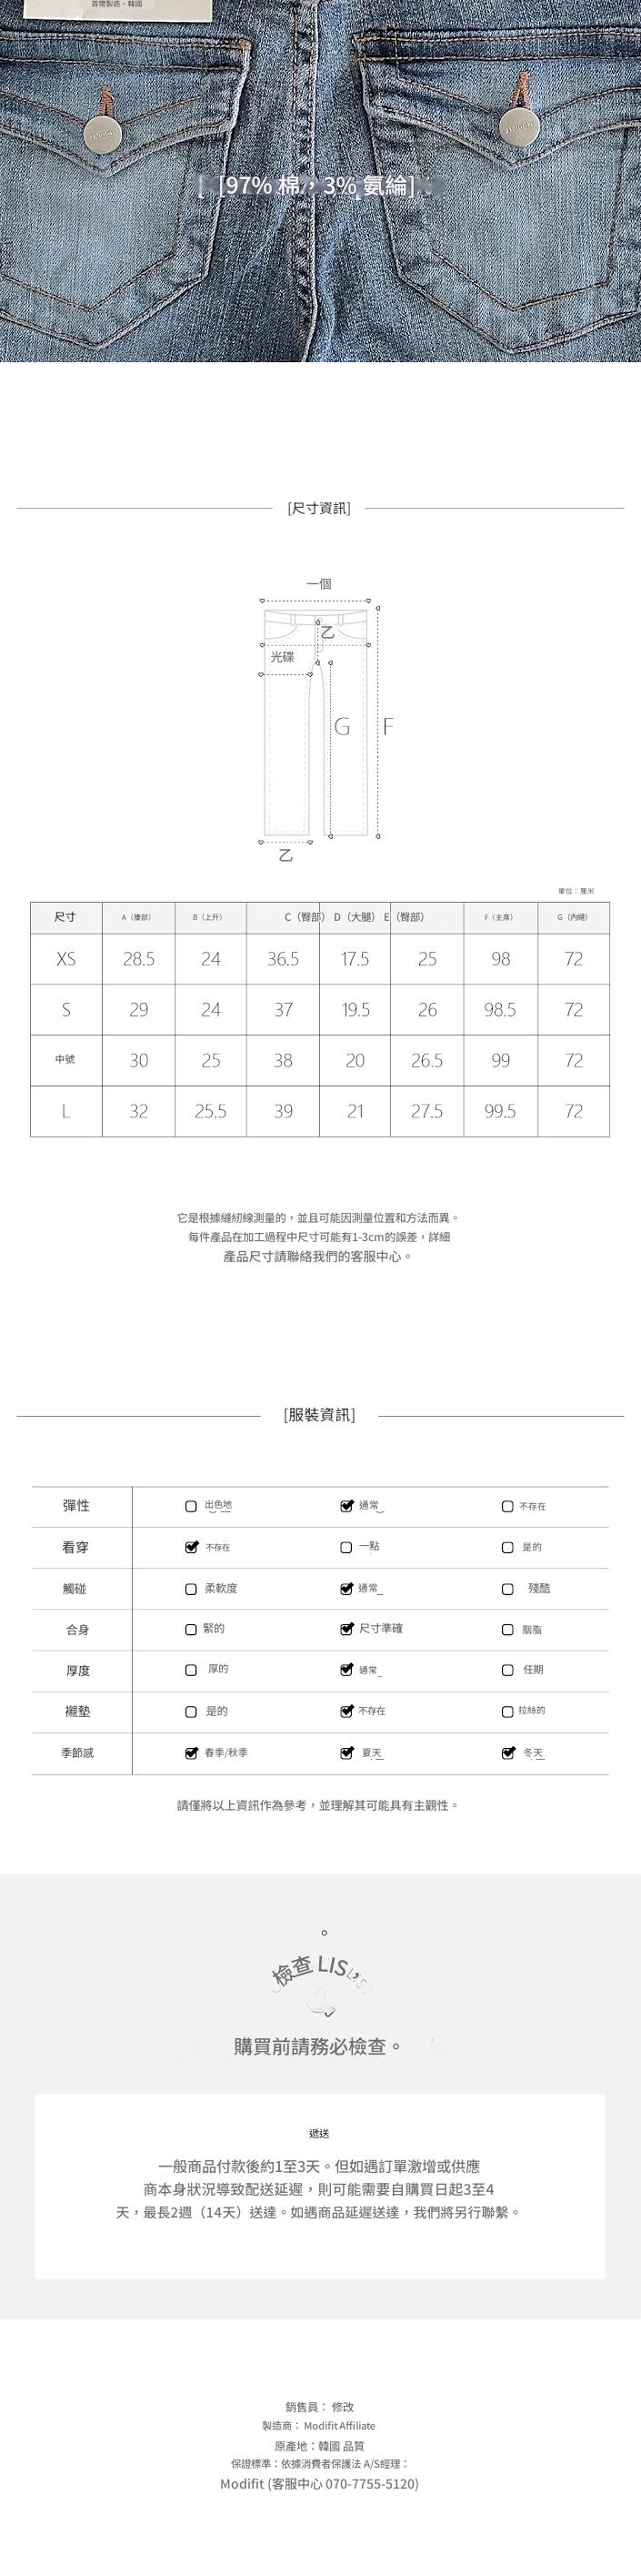 首爾製造、韓國
[97% 棉，3% 氨綸]
[尺寸資訊]
一個
乙
光碟
G
F
乙
單位：厘米
尺寸 A（腰部） B（上升） C（臀部） D（大腿） E（臀部） F（主席） G（內縫）
XS 28.5 24 36.5 17.5 25 98 72
S 29 24 37 19.5 26 98.5 72
中號 30 25 38 20 26.5 99 72
L 32 25.5 39 21 27.5 99.5 72
它是根據縫紉線測量的，並且可能因測量位置和方法而異。
每件產品在加工過程中尺寸可能有1-3cm的誤差，詳細
產品尺寸請聯絡我們的客服中心。
[服裝資訊]
彈性 出色地 通常 不存在
看穿 不存在 一點 是的
觸碰 柔軟度 通常 殘酷
合身 緊的 尺寸準確 胭脂
厚度 厚的 通常 任期
襯墊 是的 不存在 拉絲的
季節感 春季/秋季 夏天 冬天
請僅將以上資訊作為參考，並理解其可能具有主觀性。
檢查 LIS'
購買前請務必檢查。
遞送
一般商品付款後約1至3天。但如遇訂單激增或供應
商本身狀況導致配送延遲，則可能需要自購買日起3至4
天，最長2週（14天）送達。如遇商品延遲送達，我們將另行聯繫。
銷售員： 修改
製造商： Modifit Affiliate
原產地：韓國 品質
保證標準：依據消費者保護法 A/S經理：
Modifit (客服中心 070-7755-5120)